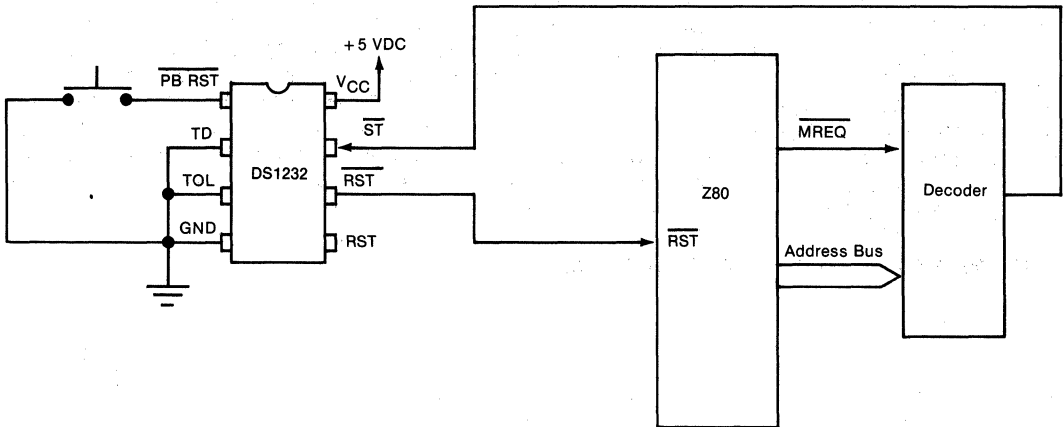 +5 VDC
PB RST
VCC
TD
ST
DS1232
TOL
RST
GND
RST
Z80
RST
MREQ
Address Bus
Decoder